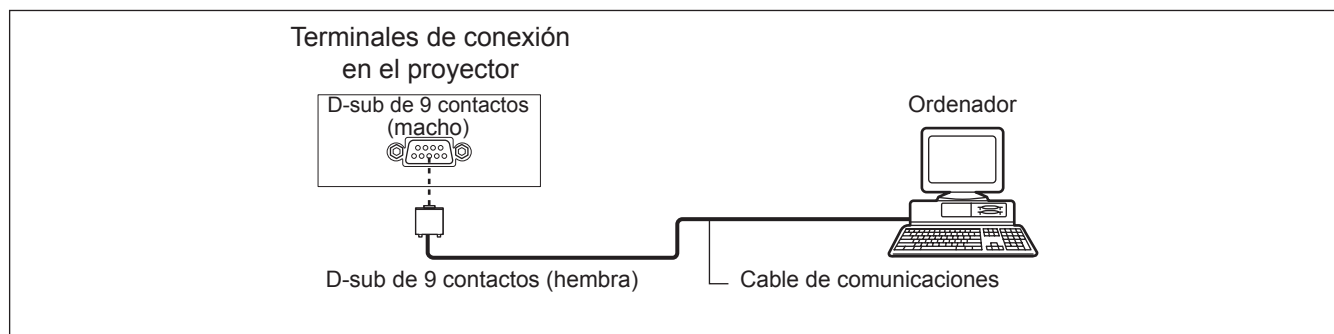 Terminales de conexión
en el proyector
D-sub de 9 contactos
(macho)
Ordenador
D-sub de 9 contactos (hembra)
Cable de comunicaciones